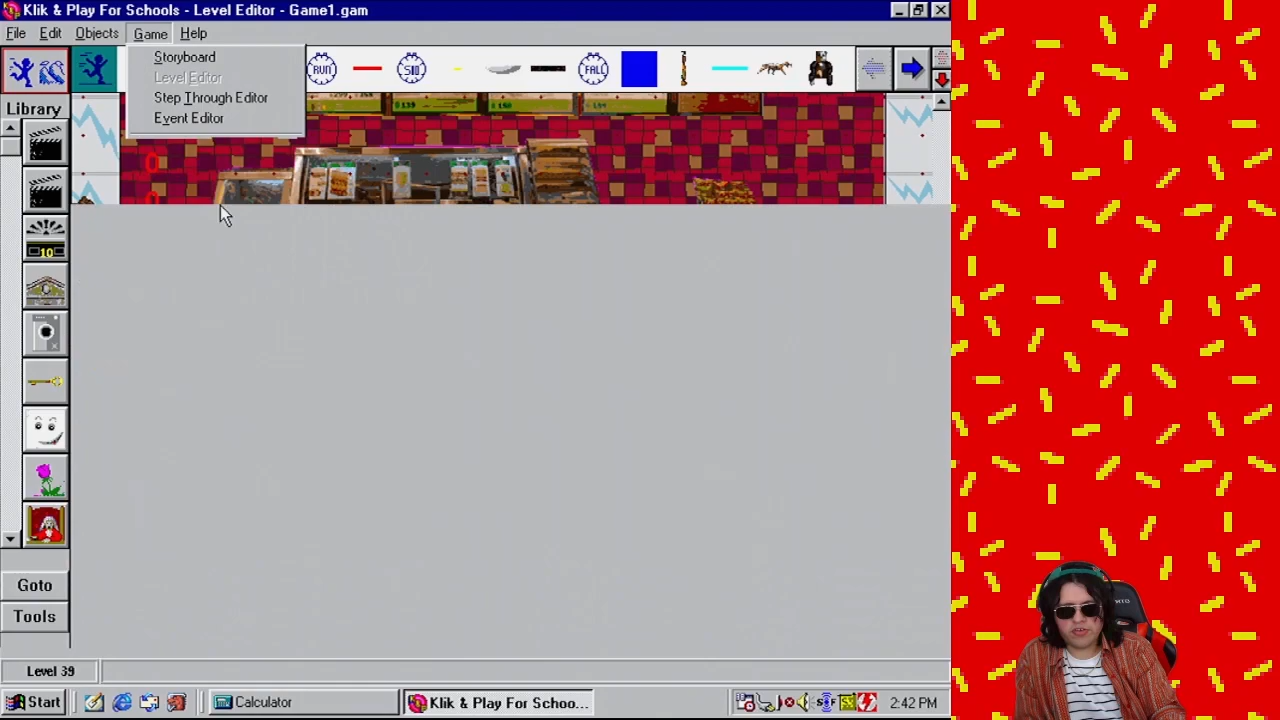 Klik & Play For Schools - Level Editor - Game1.gam
File Edit Objects Game Help
Storyboard
Level Editor
Step Through Editor
Event Editor
RUN
SND
FALL
Library
10
0
Goto
Tools
Level 39
Start
Calculator
Klik & Play For Schoo...
2:42 PM